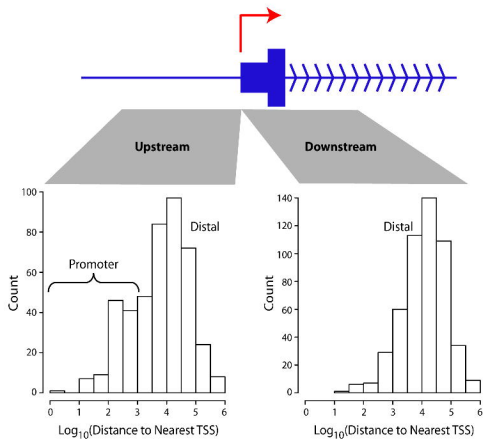 Upstream
Downstream
100
80
60
40
20
0
Count
Promoter
Distal
0 1 2 3 4 5 6
Log10(Distance to Nearest TSS)
140
120
100
80
60
40
20
0
Count
Distal
0 1 2 3 4 5 6
Log10(Distance to Nearest TSS)